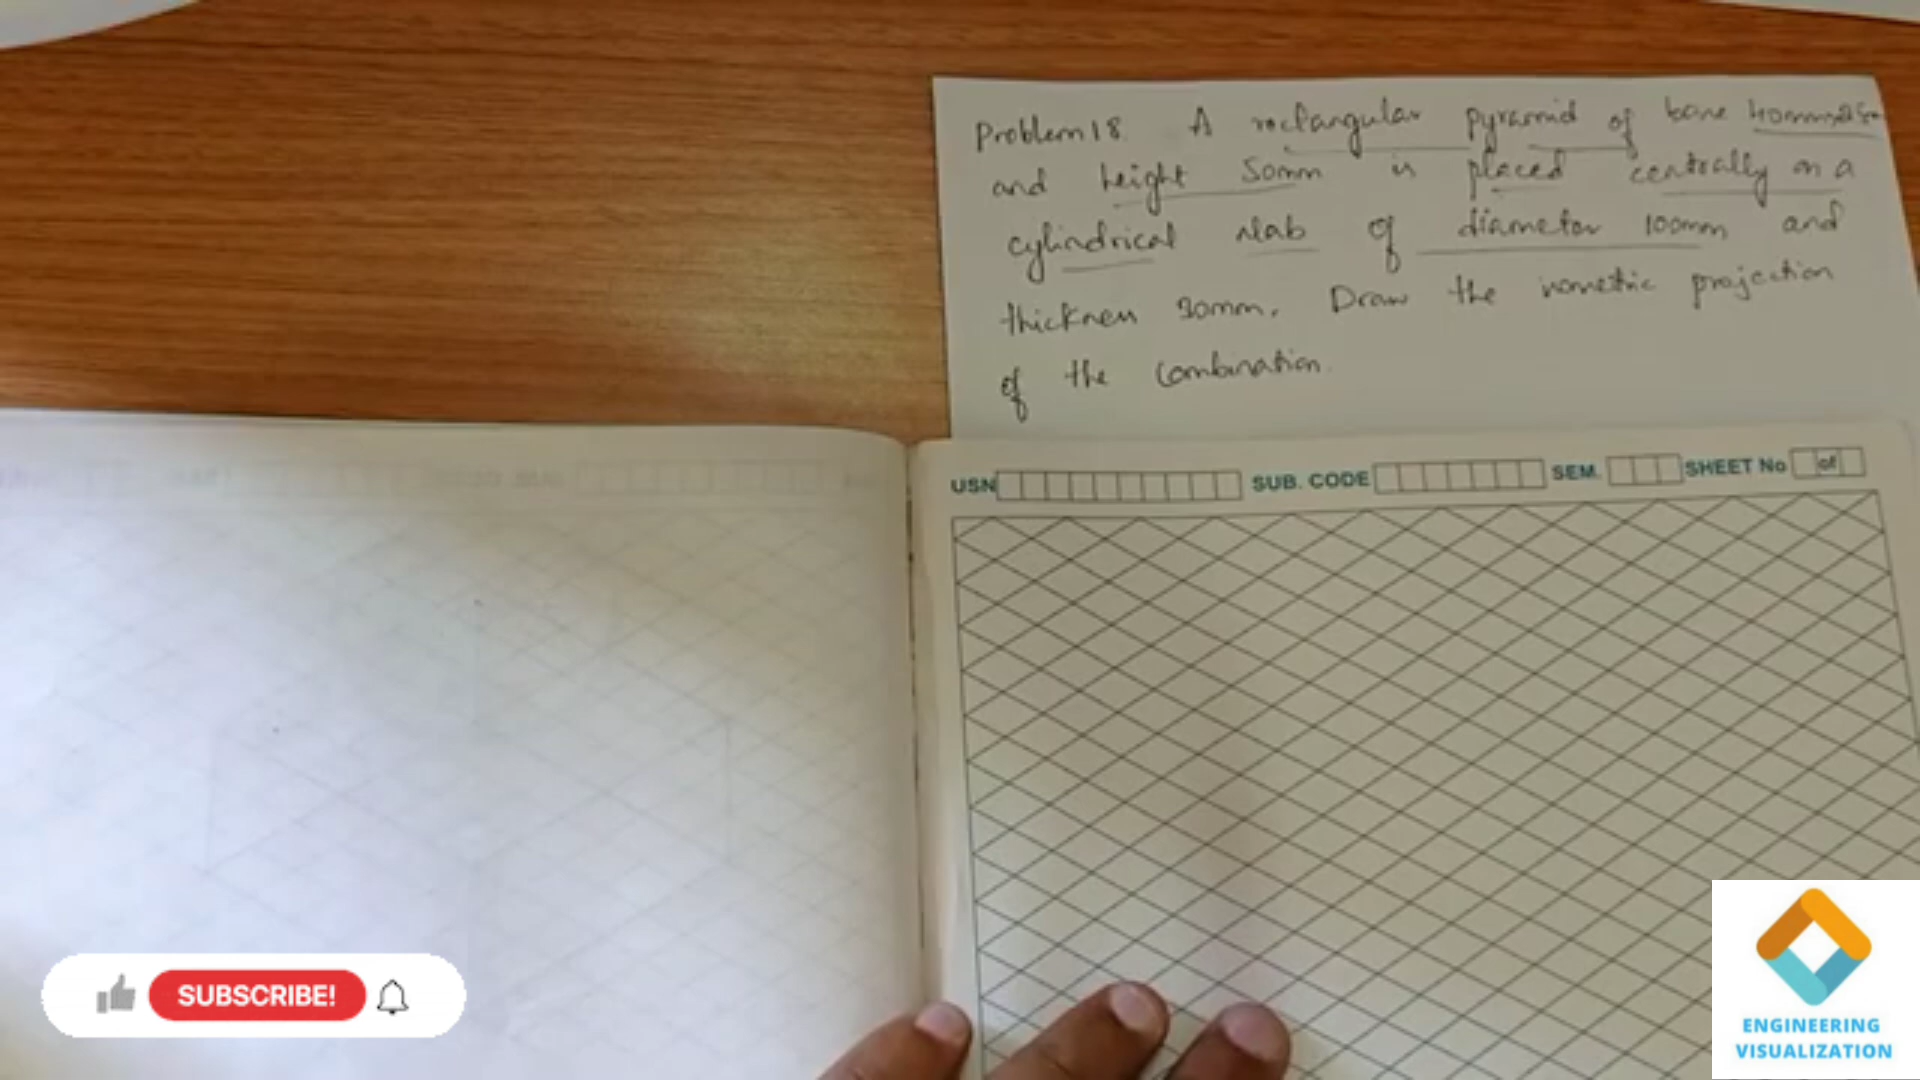 Problem 18. A rectangular pyramid of base 40mmx25m
and height 50mm is placed centrally on a
cylindrical slab of diameter 100mm and
thickness 30mm. Draw the isometric projection
of the combination.
USN SUB. CODE SEM. SHEET No of
SUBSCRIBE!
ENGINEERING
VISUALIZATION